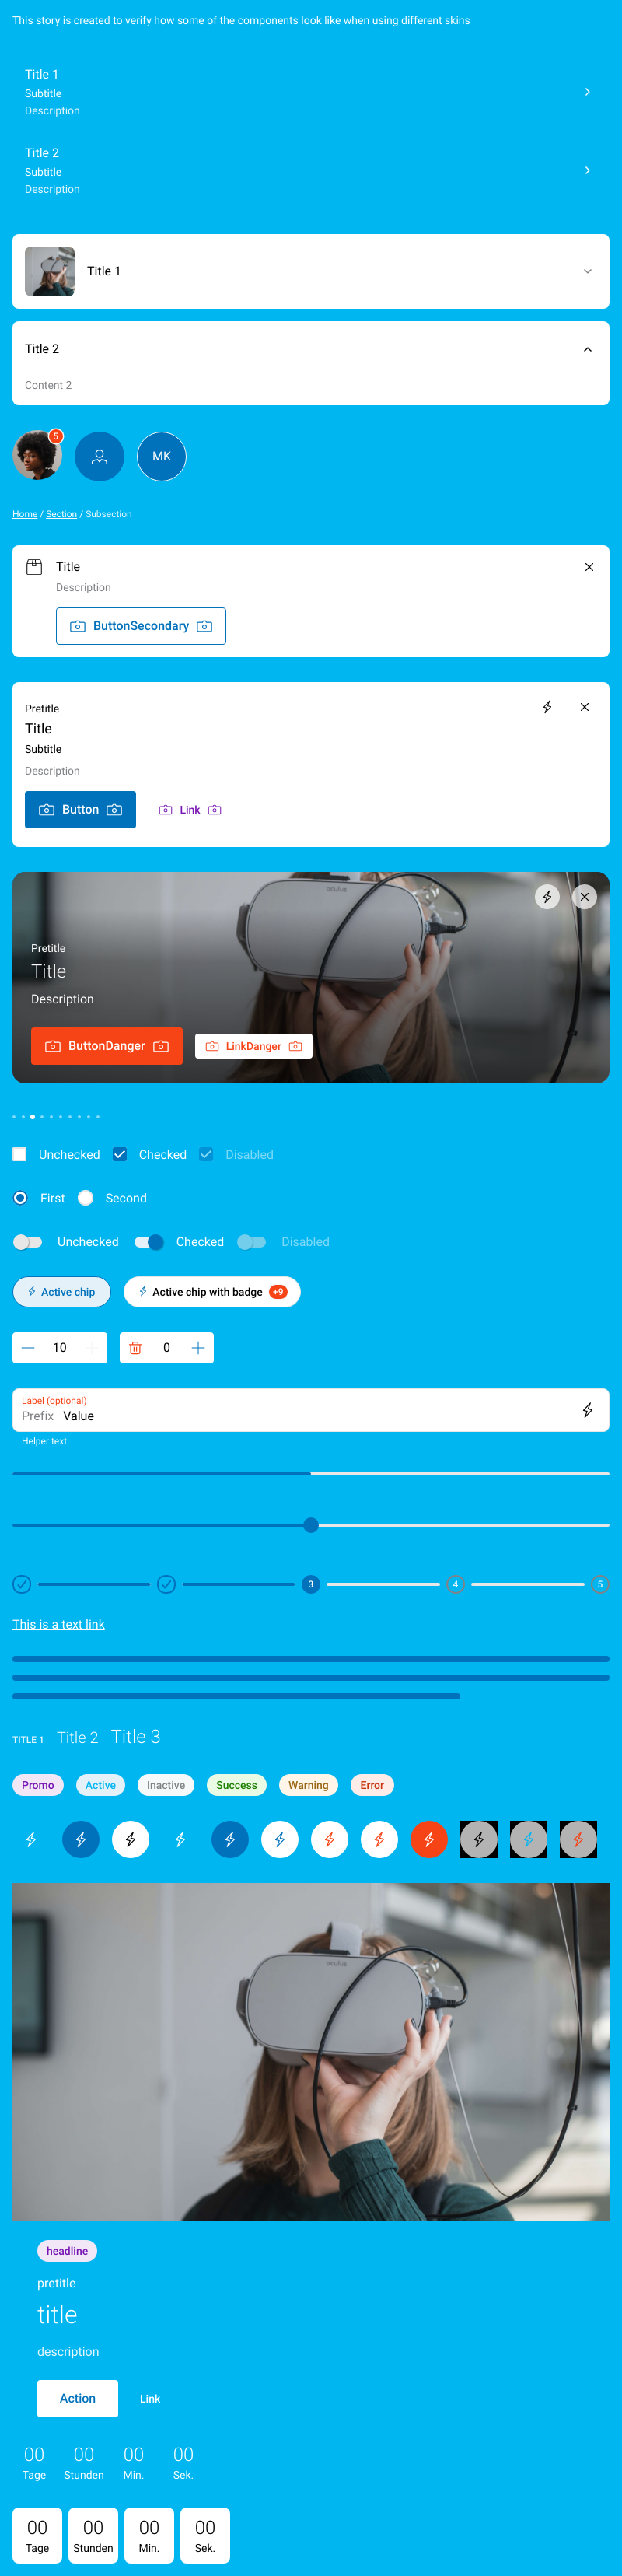 This story is created to verify how some of the components look like when using different skins
Title 1
Subtitle
Description
Title 2
Subtitle
Description
Title 1
Title 2
Content 2
5
MK
Home / Section / Subsection
Title
Description
ButtonSecondary
Pretitle
Title
Subtitle
Description
Button
Link
oculus
Pretitle
Title
Description
ButtonDanger
LinkDanger
Unchecked Checked Disabled
First Second
Unchecked Checked Disabled
Active chip Active chip with badge +9
10 0
Label (optional)
Prefix Value
Helper text
3 4 5
This is a text link
TITLE 1 Title 2 Title 3
Promo Active Inactive Success Warning Error
oculus
headline
pretitle
title
description
Action Link
00 00 00 00
Tage Stunden Min. Sek.
00 00 00 00
Tage Stunden Min. Sek.